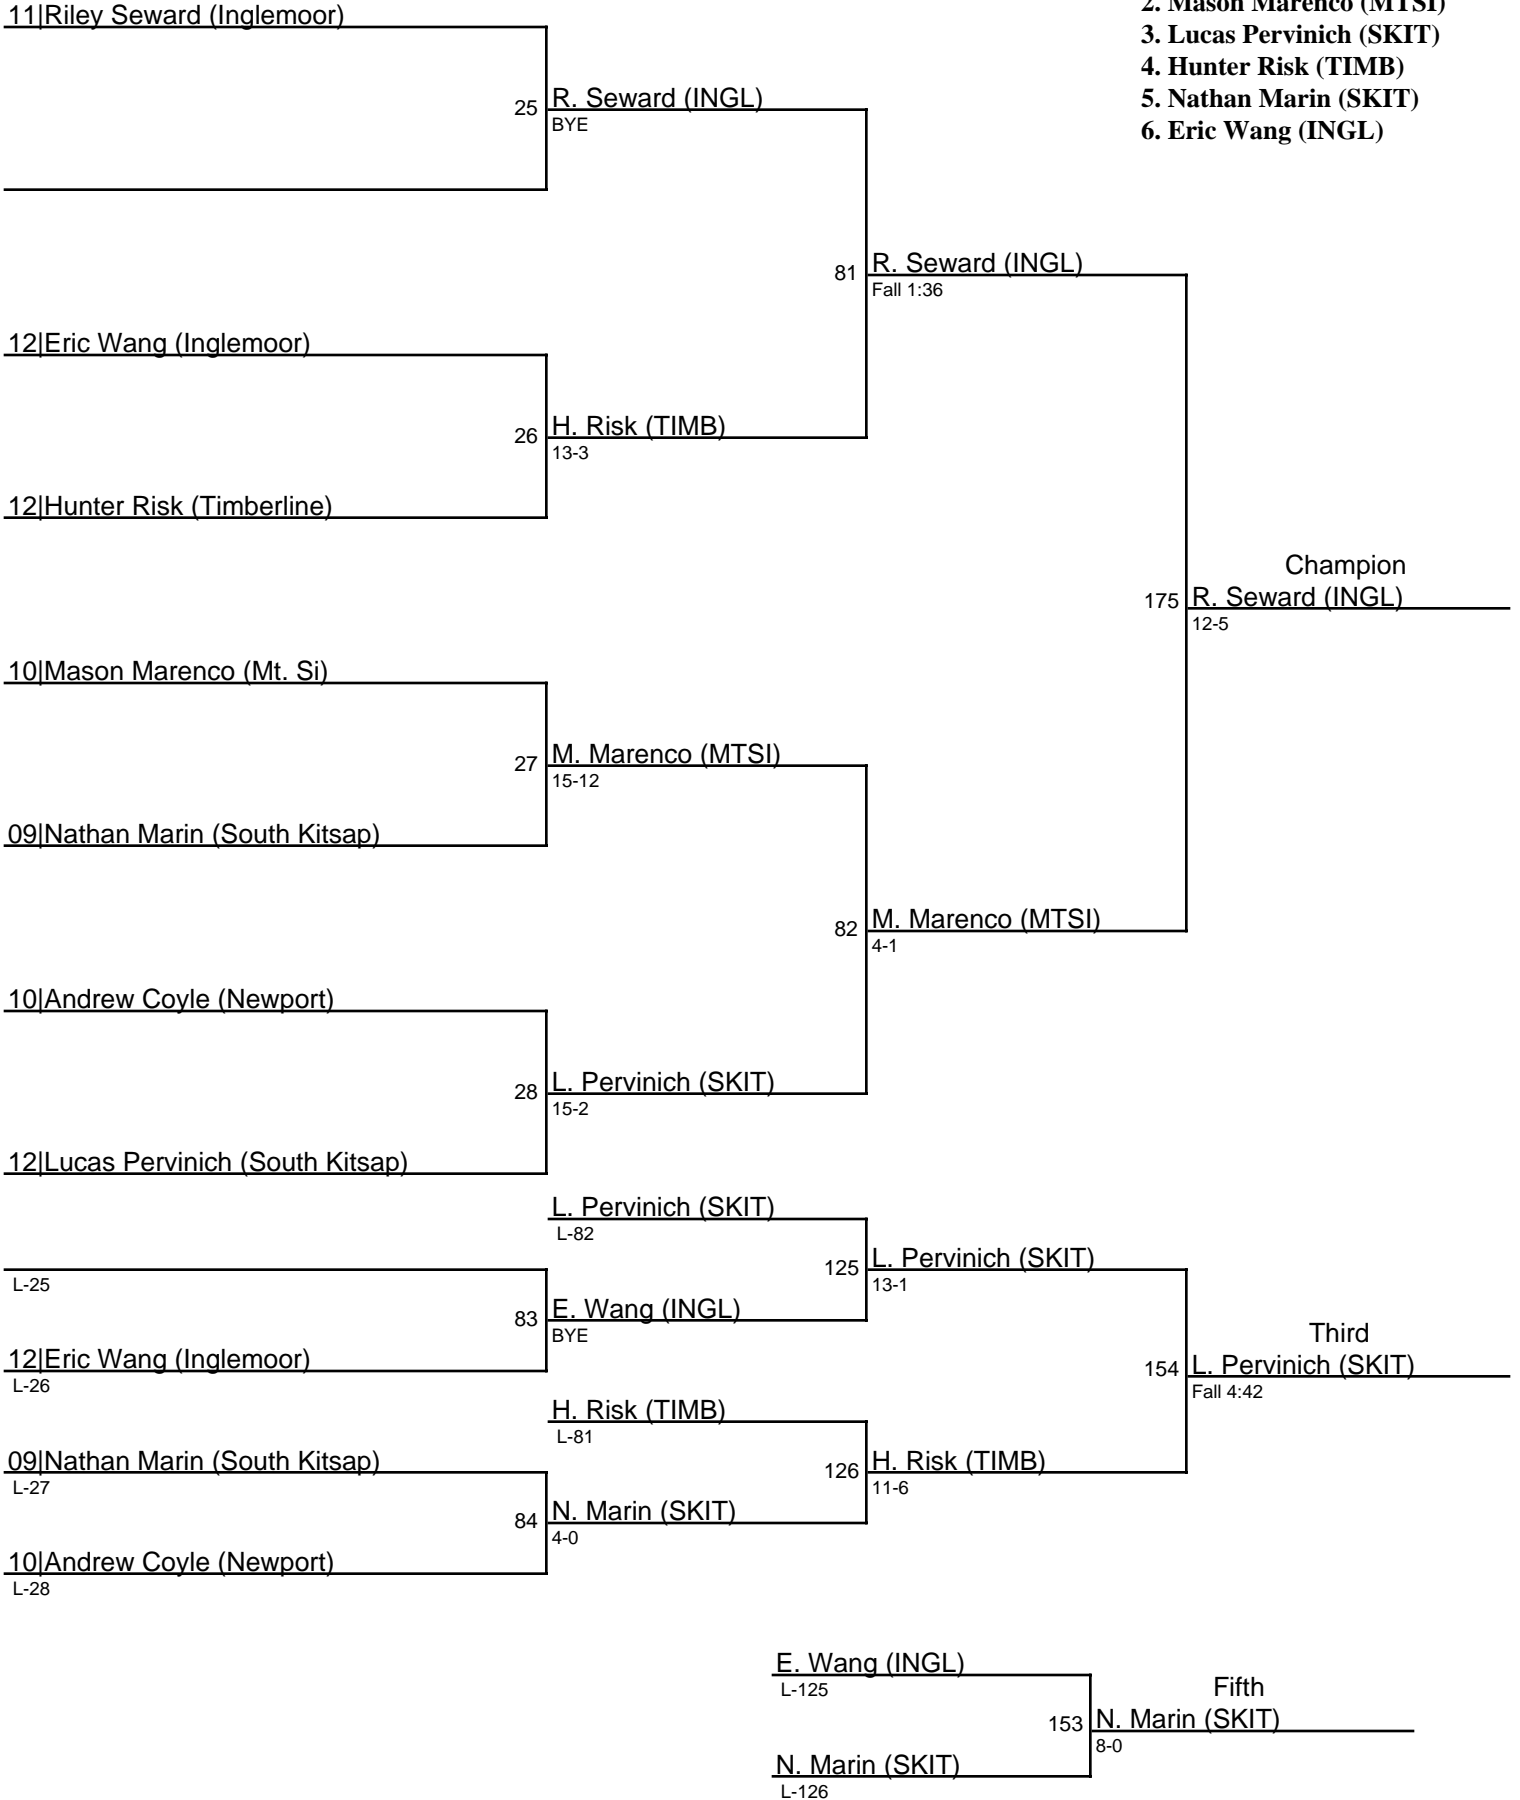 2. Mason Marenco (MTSI)
3. Lucas Pervinich (SKIT)
4. Hunter Risk (TIMB)
5. Nathan Marin (SKIT)
6. Eric Wang (INGL)
11|Riley Seward (Inglemoor)
25 R. Seward (INGL)
BYE
81 R. Seward (INGL)
Fall 1:36
12|Eric Wang (Inglemoor)
26 H. Risk (TIMB)
13-3
12|Hunter Risk (Timberline)
Champion
175 R. Seward (INGL)
12-5
10|Mason Marenco (Mt. Si)
27 M. Marenco (MTSI)
15-12
09|Nathan Marin (South Kitsap)
82 M. Marenco (MTSI)
4-1
10|Andrew Coyle (Newport)
28 L. Pervinich (SKIT)
15-2
12|Lucas Pervinich (South Kitsap)
L. Pervinich (SKIT)
L-82
125 L. Pervinich (SKIT)
13-1
L-25
83 E. Wang (INGL)
BYE
12|Eric Wang (Inglemoor)
L-26
Third
154 L. Pervinich (SKIT)
Fall 4:42
H. Risk (TIMB)
L-81
09|Nathan Marin (South Kitsap)
L-27
126 H. Risk (TIMB)
11-6
84 N. Marin (SKIT)
4-0
10|Andrew Coyle (Newport)
L-28
E. Wang (INGL)
L-125
Fifth
153 N. Marin (SKIT)
8-0
N. Marin (SKIT)
L-126